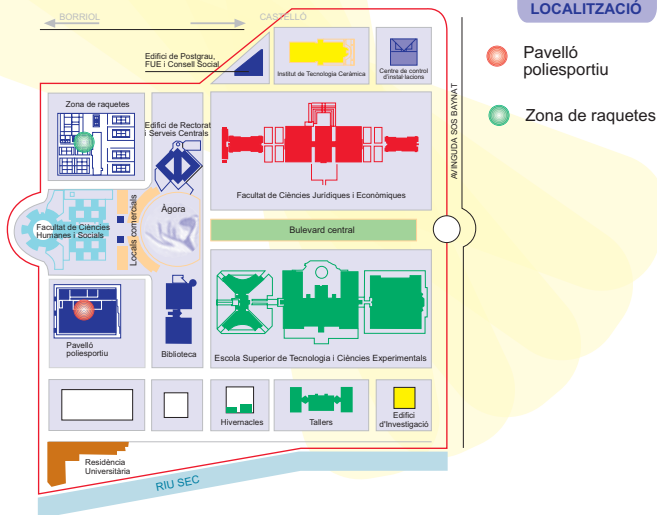 BORRIOL
CASTELLÓ
LOCALITZACIÓ
Pavelló
poliesportiu
Zona de raquetes
Edifici de Postgrau,
FUE i Consell Social
Institut de Tecnologia Ceràmica
Centre de control
d'instal·lacions
Zona de raquetes
Edifici de Rectorat
i Serveis Centrals
AVINGUDA SOS BAYNAT
Facultat de Ciències Jurídiques i Econòmiques
Facultat de Ciències
Humanes i Socials
Locals comercials
Àgora
Bulevard central
Pavelló
poliesportiu
Biblioteca
Escola Superior de Tecnologia i Ciències Experimentals
Hivernacles
Tallers
Edifici
d'Investigació
Residència
Universitària
RIU SEC